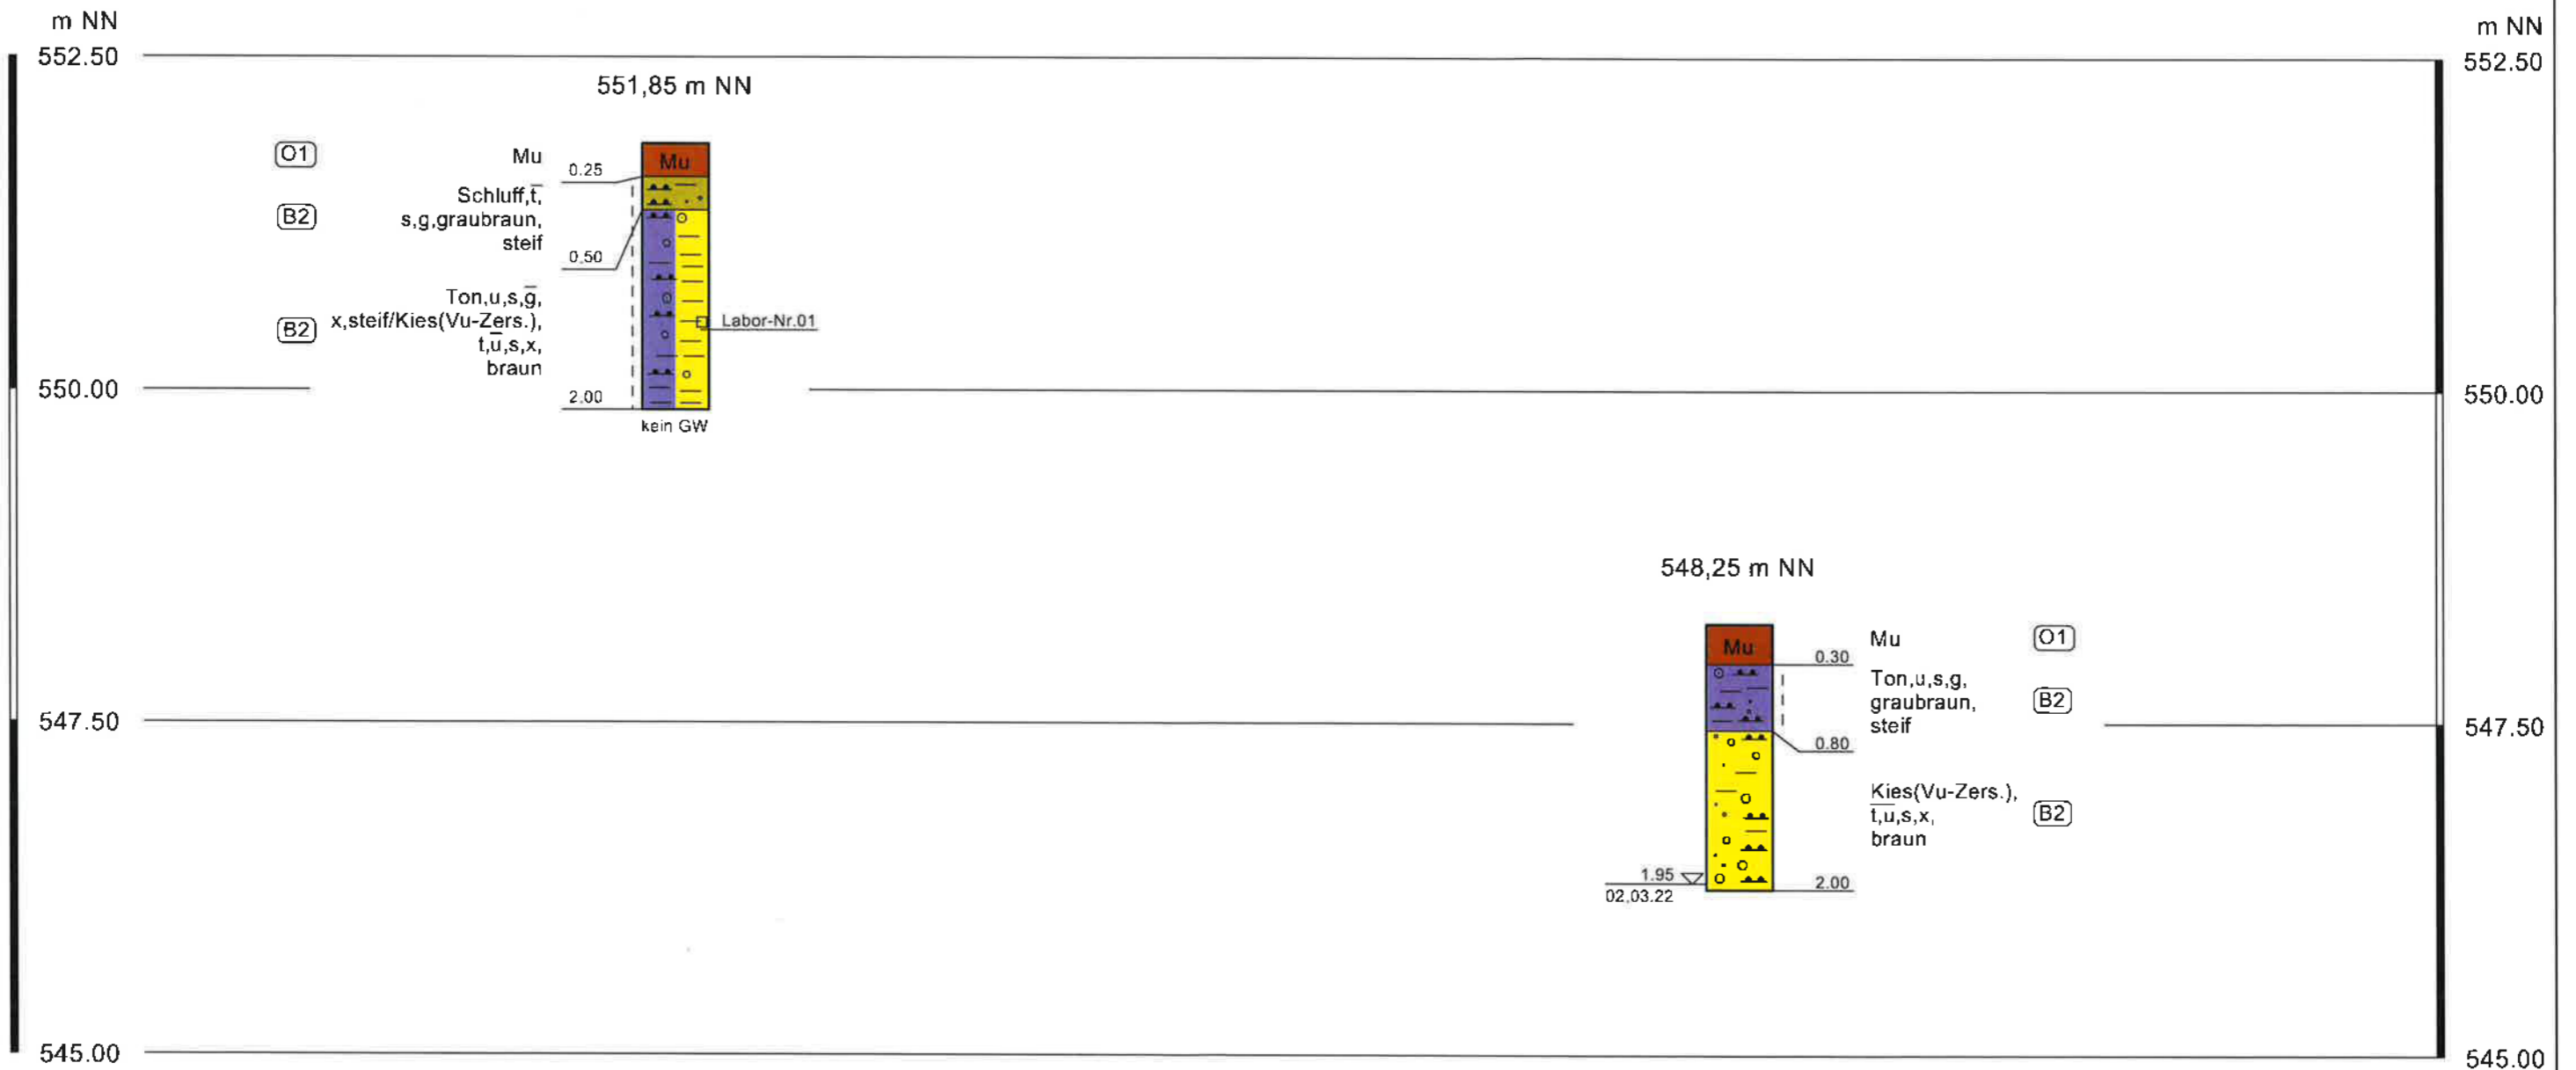 m NN
m NN
552.50
552.50
551,85 m NN
O1
Mu
Mu
0.25
B2
Schluff,t̅,
s,g,graubraun,
steif
0.50
B2
Ton,u,s,g̅,
x,steif/Kies(Vu-Zers.),
t,u̅,s,x,
braun
Labor-Nr.01
550.00
550.00
2.00
kein GW
548,25 m NN
Mu
0.30
Mu
O1
Ton,u,s,g,
graubraun,
steif
B2
547.50
547.50
0.80
Kies(Vu-Zers.),
t̅,u̅,s,x,
braun
B2
1.95
02,03.22
2.00
545.00
545.00